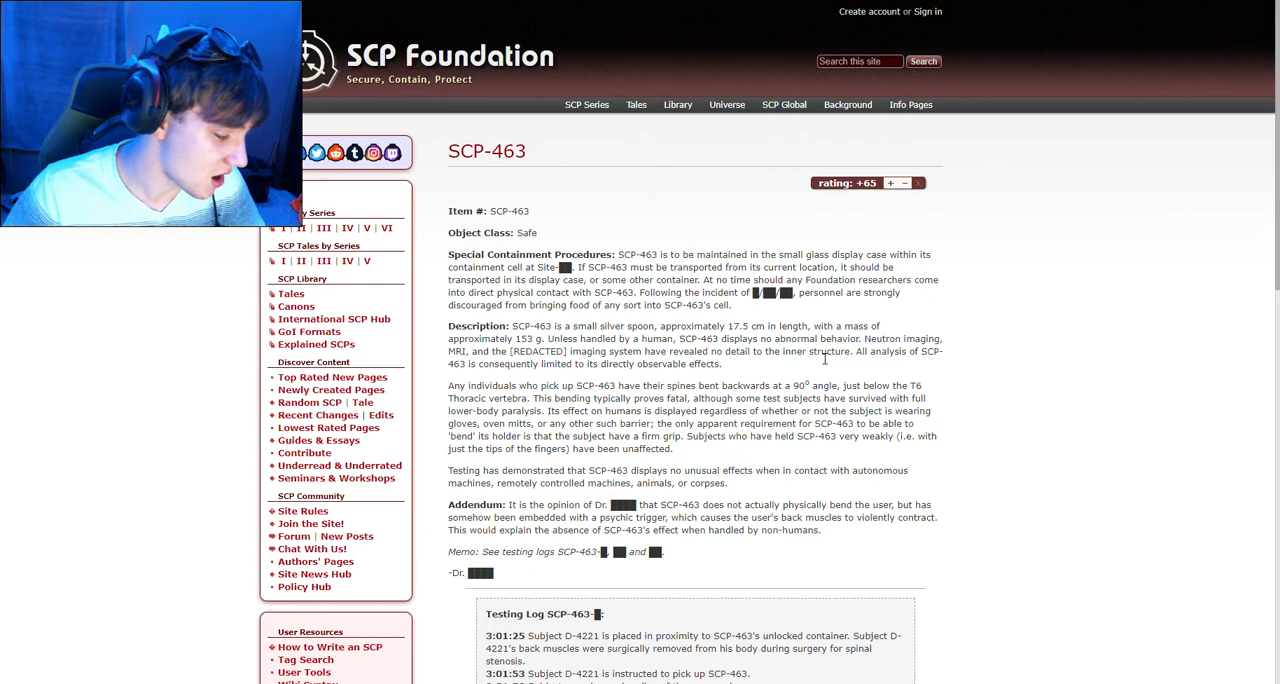 Create account or Sign in
SCP Foundation
Secure, Contain, Protect
Search this site Search
SCP Series Tales Library Universe SCP Global Background Info Pages
SCP-463
rating: +65 + – X
Item #: SCP-463
Object Class: Safe
Special Containment Procedures: SCP-463 is to be maintained in the small glass display case within its
containment cell at Site-██. If SCP-463 must be transported from its current location, it should be
transported in its display case, or some other container. At no time should any Foundation researchers come
into direct physical contact with SCP-463. Following the incident of █/██/██, personnel are strongly
discouraged from bringing food of any sort into SCP-463's cell.
Description: SCP-463 is a small silver spoon, approximately 17.5 cm in length, with a mass of
approximately 153 g. Unless handled by a human, SCP-463 displays no abnormal behavior. Neutron imaging,
MRI, and the [REDACTED] imaging system have revealed no detail to the inner structure. All analysis of SCP-
463 is consequently limited to its directly observable effects.
Any individuals who pick up SCP-463 have their spines bent backwards at a 90° angle, just below the T6
Thoracic vertebra. This bending typically proves fatal, although some test subjects have survived with full
lower-body paralysis. Its effect on humans is displayed regardless of whether or not the subject is wearing
gloves, oven mitts, or any other such barrier; the only apparent requirement for SCP-463 to be able to
'bend' its holder is that the subject have a firm grip. Subjects who have held SCP-463 very weakly (i.e. with
just the tips of the fingers) have been unaffected.
Testing has demonstrated that SCP-463 displays no unusual effects when in contact with autonomous
machines, remotely controlled machines, animals, or corpses.
Addendum: It is the opinion of Dr. ████ that SCP-463 does not actually physically bend the user, but has
somehow been embedded with a psychic trigger, which causes the user's back muscles to violently contract.
This would explain the absence of SCP-463's effect when handled by non-humans.
Memo: See testing logs SCP-463-█, ██ and ██.
-Dr. ████
Testing Log SCP-463-█:
3:01:25 Subject D-4221 is placed in proximity to SCP-463's unlocked container. Subject D-
4221's back muscles were surgically removed from his body during surgery for spinal
stenosis.
3:01:53 Subject D-4221 is instructed to pick up SCP-463.
y Series
I II III IV V VI
SCP Tales by Series
I II III IV V
SCP Library
Tales
Canons
International SCP Hub
GoI Formats
Explained SCPs
Discover Content
Top Rated New Pages
Newly Created Pages
Random SCP | Tale
Recent Changes | Edits
Lowest Rated Pages
Guides & Essays
Contribute
Underread & Underrated
Seminars & Workshops
SCP Community
Site Rules
Join the Site!
Forum | New Posts
Chat With Us!
Authors' Pages
Site News Hub
Policy Hub
User Resources
How to Write an SCP
Tag Search
User Tools